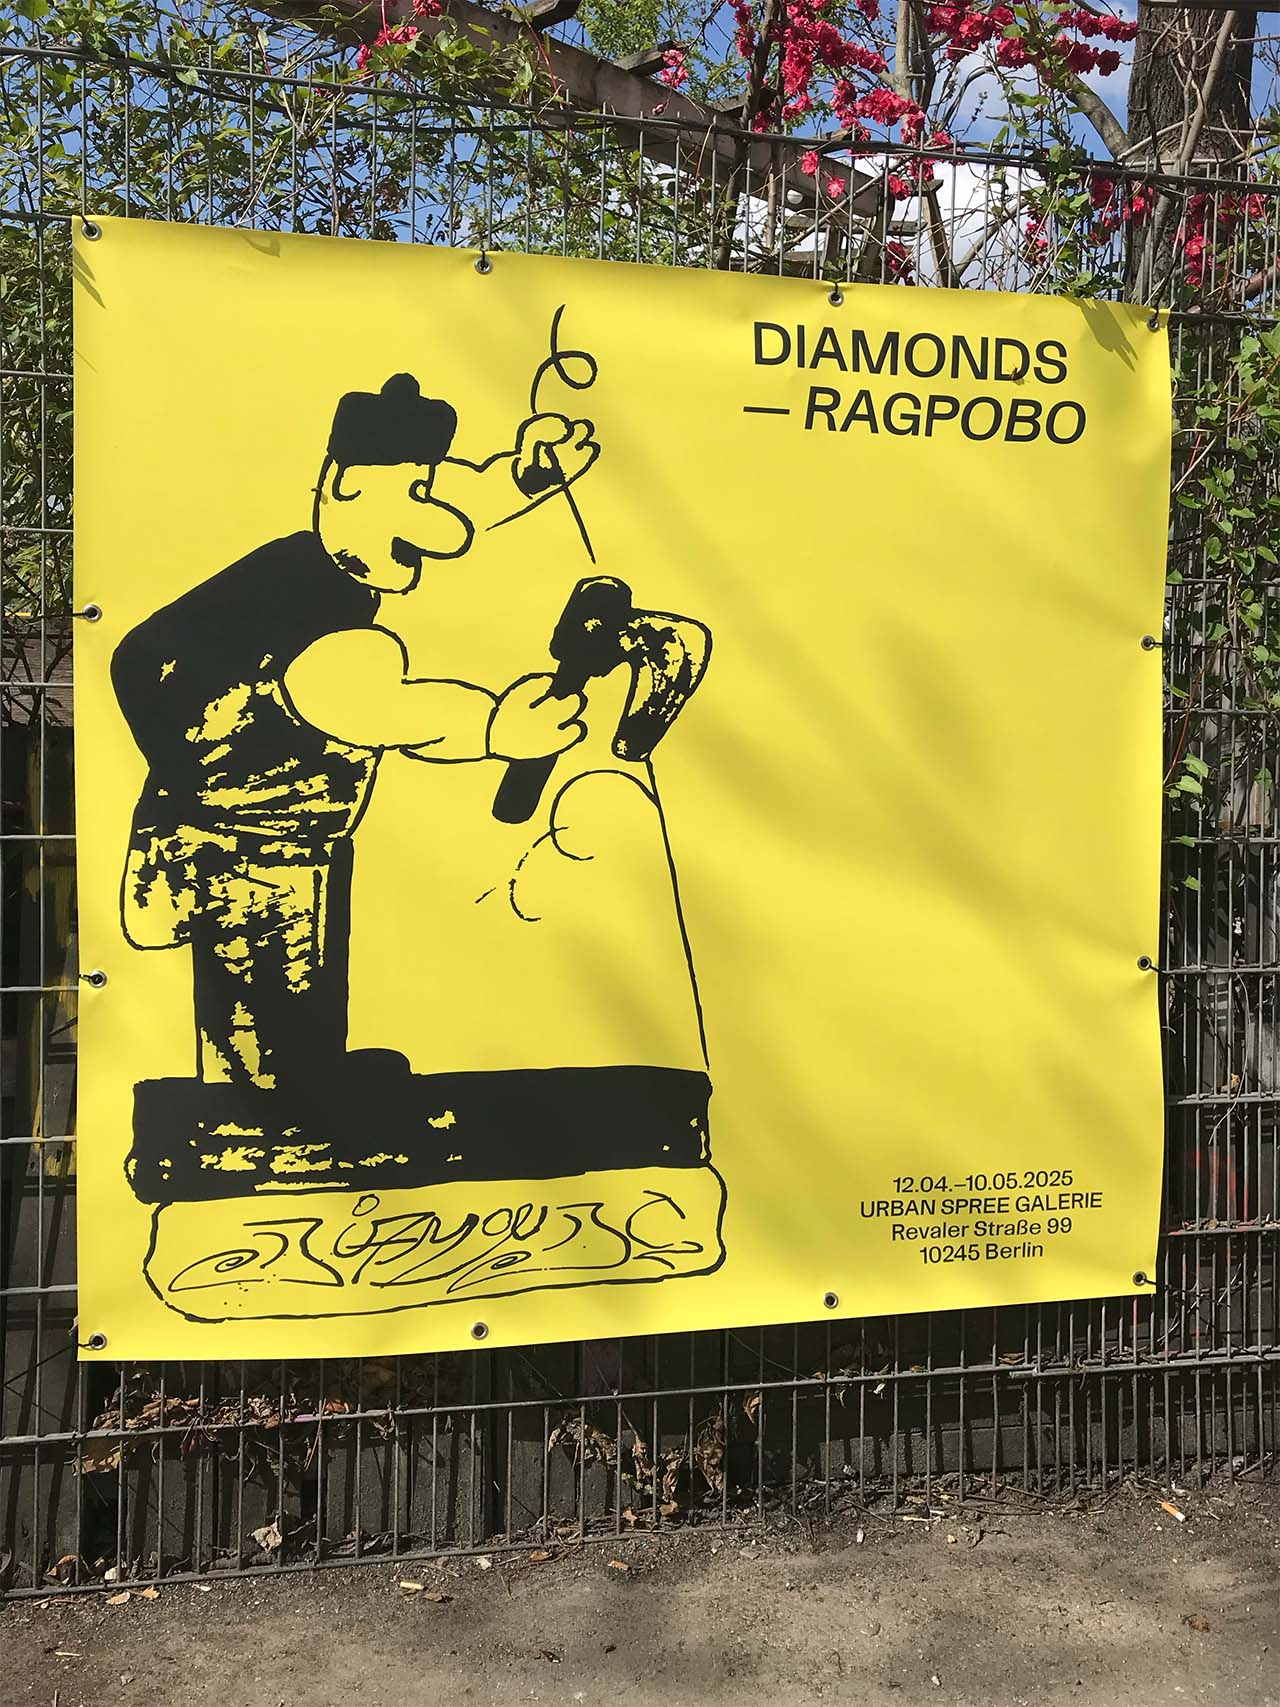 DIAMONDS
— RAGPOBO
12.04.–10.05.2025
URBAN SPREE GALERIE
Revaler Straße 99
10245 Berlin